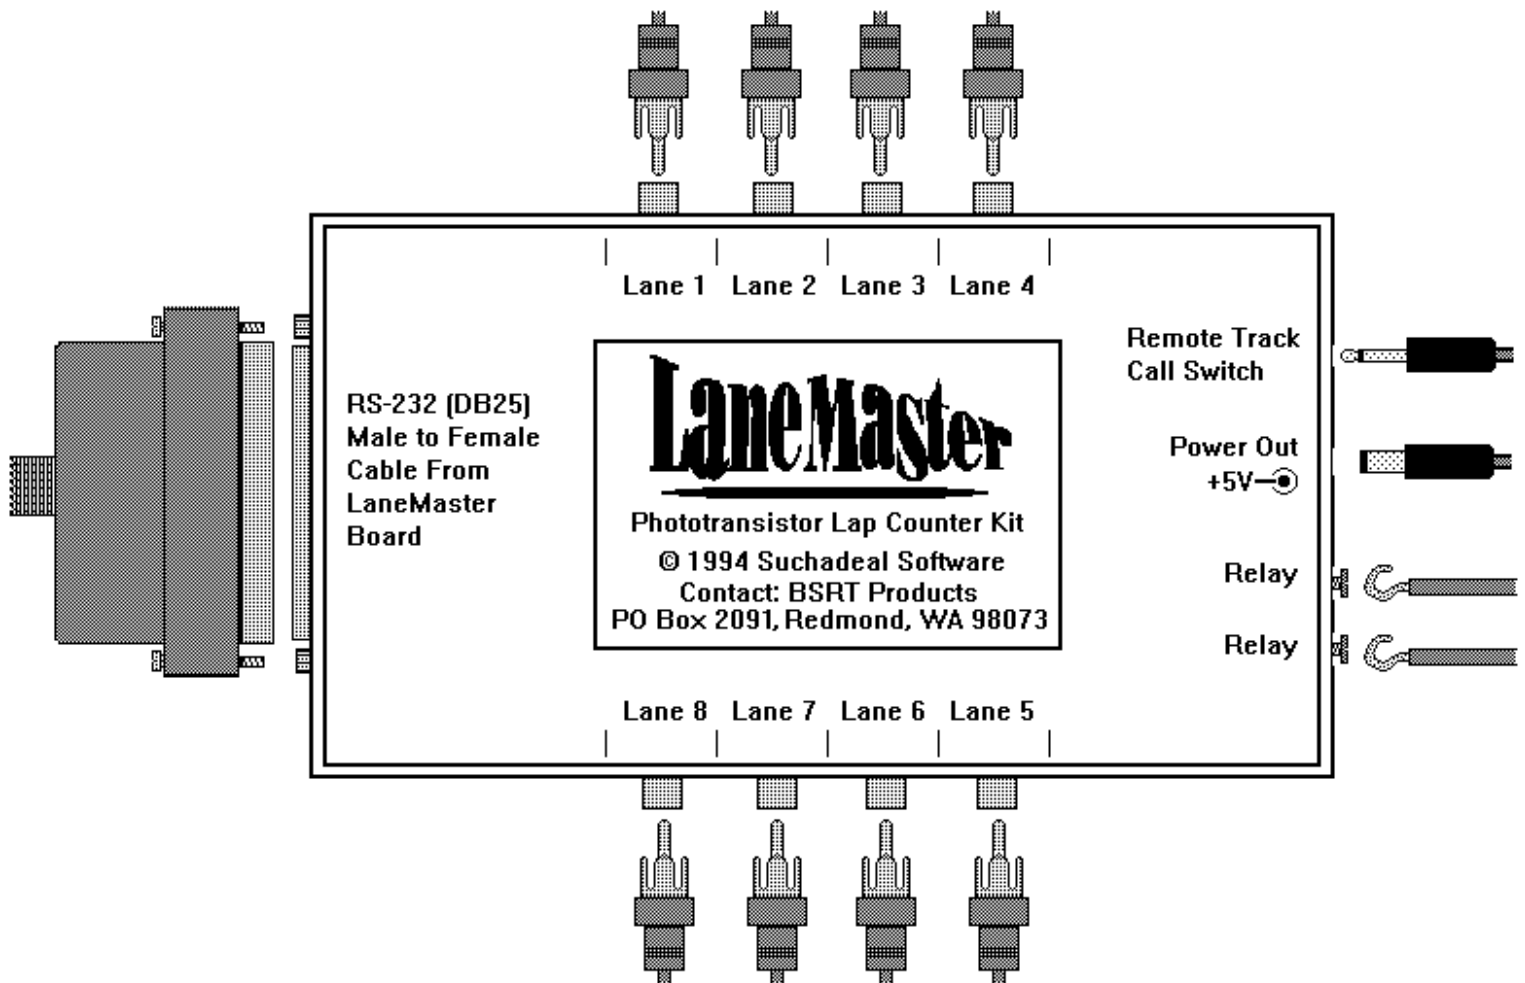 Lane 1 Lane 2 Lane 3 Lane 4
RS-232 (DB25)
Male to Female
Cable From
LaneMaster
Board
LaneMaster
Phototransistor Lap Counter Kit
© 1994 Suchadeal Software
Contact: BSRT Products
PO Box 2091, Redmond, WA 98073
Remote Track
Call Switch
Power Out
+5V
Relay
Relay
Lane 8 Lane 7 Lane 6 Lane 5